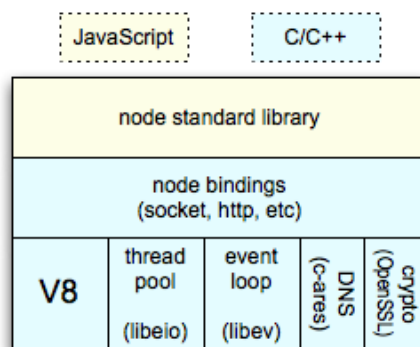 JavaScript
C/C++
node standard library
node bindings
(socket, http, etc)
V8
thread
pool
(libeio)
event
loop
(libev)
DNS
(c-ares)
crypto
(OpenSSL)